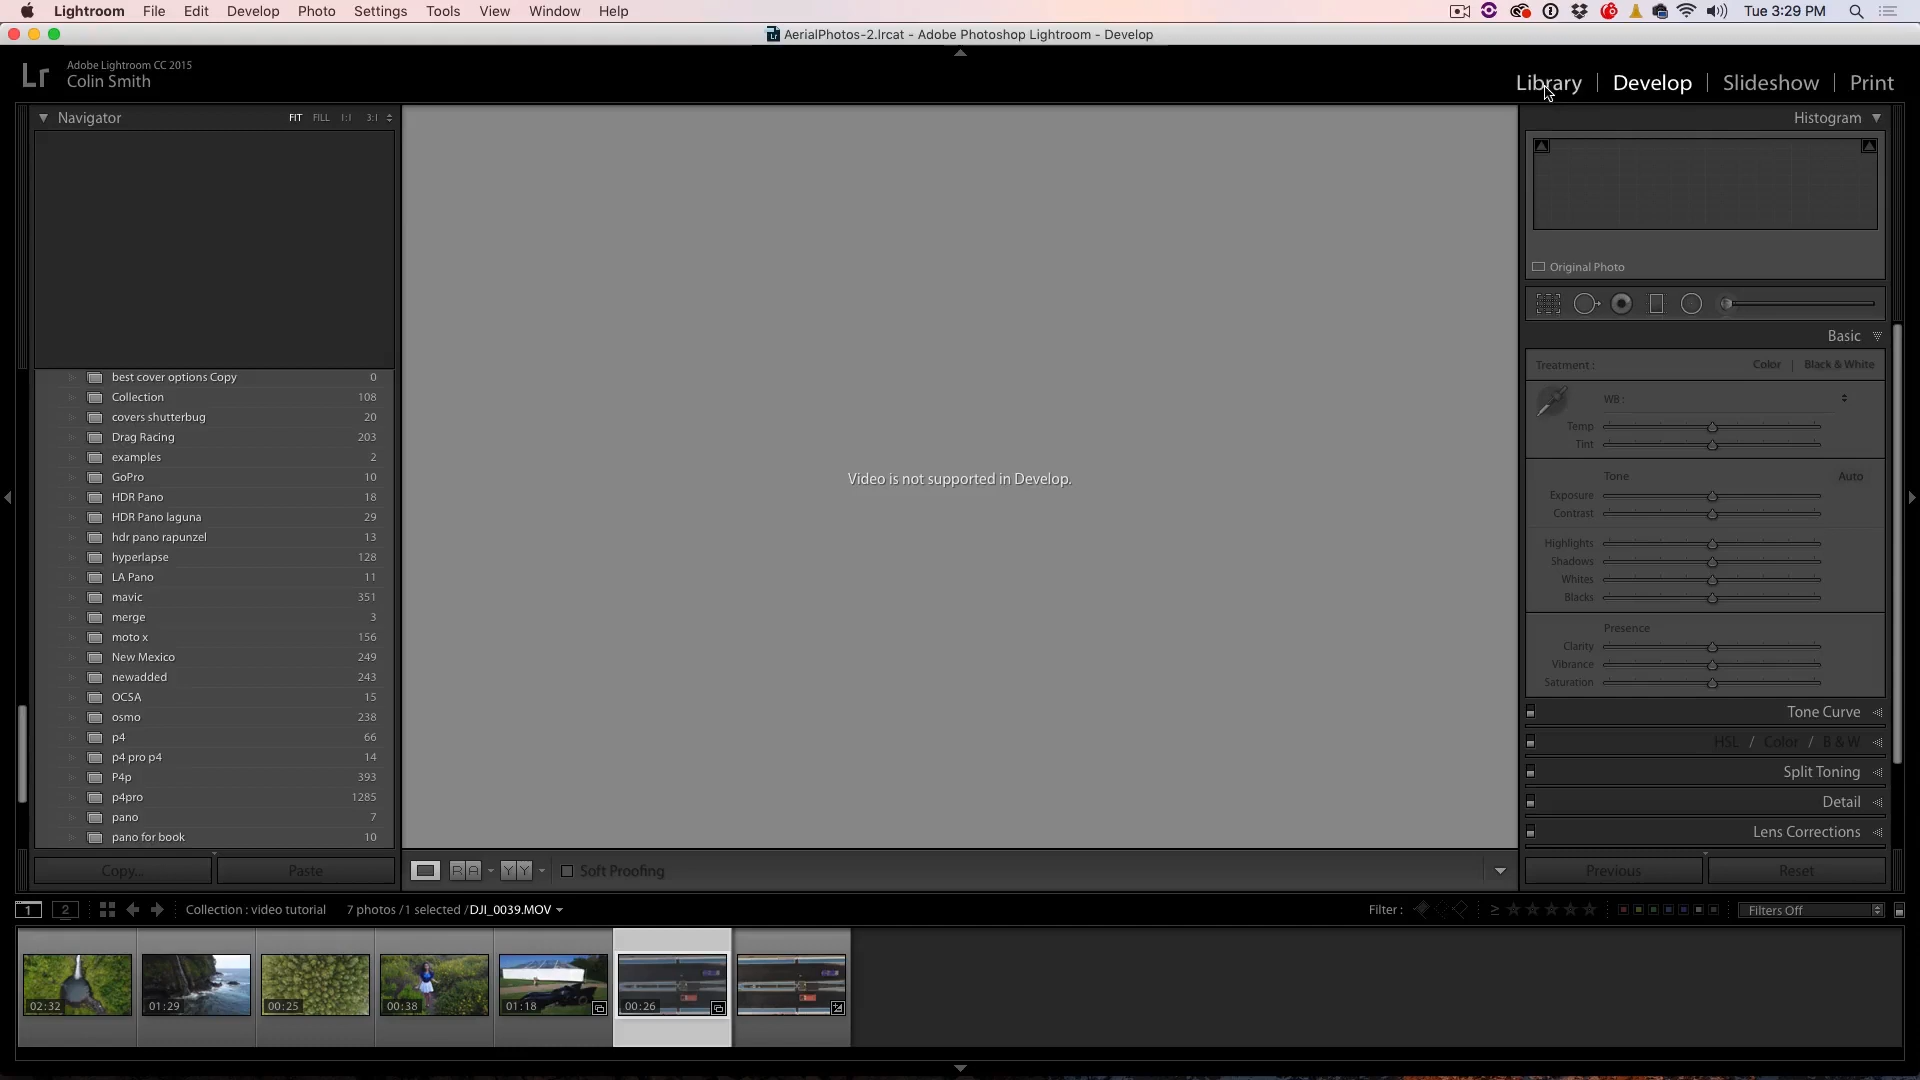 Lightroom File Edit Develop Photo Settings Tools View Window Help Tue 3:29 PM
AerialPhotos-2.lrcat - Adobe Photoshop Lightroom - Develop
Lr Adobe Lightroom CC 2015
Colin Smith
Library | Develop | Slideshow | Print
Navigator FIT FILL 1:1 3:1
best cover options Copy 0
Collection 108
covers shutterbug 20
Drag Racing 203
examples 2
GoPro 10
HDR Pano 18
HDR Pano laguna 29
hdr pano rapunzel 13
hyperlapse 128
LA Pano 11
mavic 351
merge 3
moto x 156
New Mexico 249
newadded 243
OCSA 15
osmo 238
p4 66
p4 pro p4 14
P4p 393
p4pro 1285
pano 7
pano for book 10
Copy... Paste
Video is not supported in Develop.
R A Y Y Soft Proofing
Histogram
Original Photo
Basic
Treatment : Color | Black & White
WB :
Temp
Tint
Tone Auto
Exposure
Contrast
Highlights
Shadows
Whites
Blacks
Presence
Clarity
Vibrance
Saturation
Tone Curve
HSL / Color / B & W
Split Toning
Detail
Lens Corrections
Previous Reset
1 2 Collection : video tutorial 7 photos /1 selected /DJI_0039.MOV Filter : ≥ Filters Off
02:32 01:29 00:25 00:38 01:18 00:26